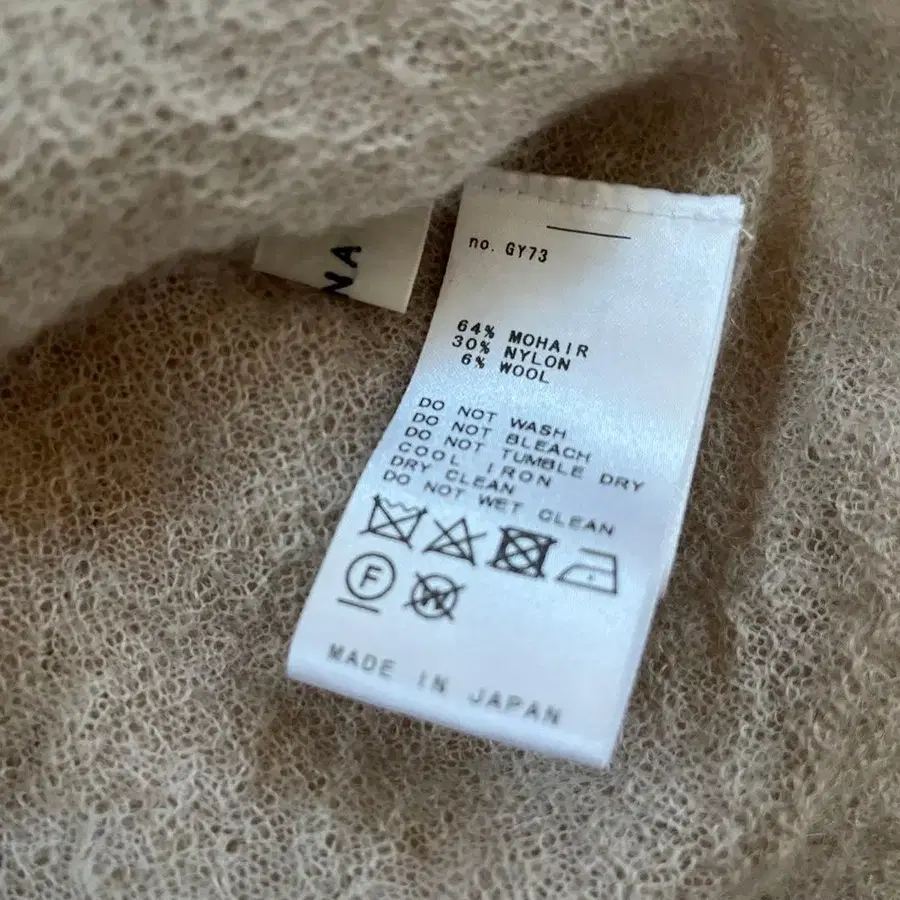 NA
no. GY73
64% MOHAIR
30% NYLON
6% WOOL
DO NOT WASH
DO NOT BLEACH
DO NOT TUMBLE DRY
COOL IRON
DRY CLEAN
DO NOT WET CLEAN
F
W
MADE IN JAPAN